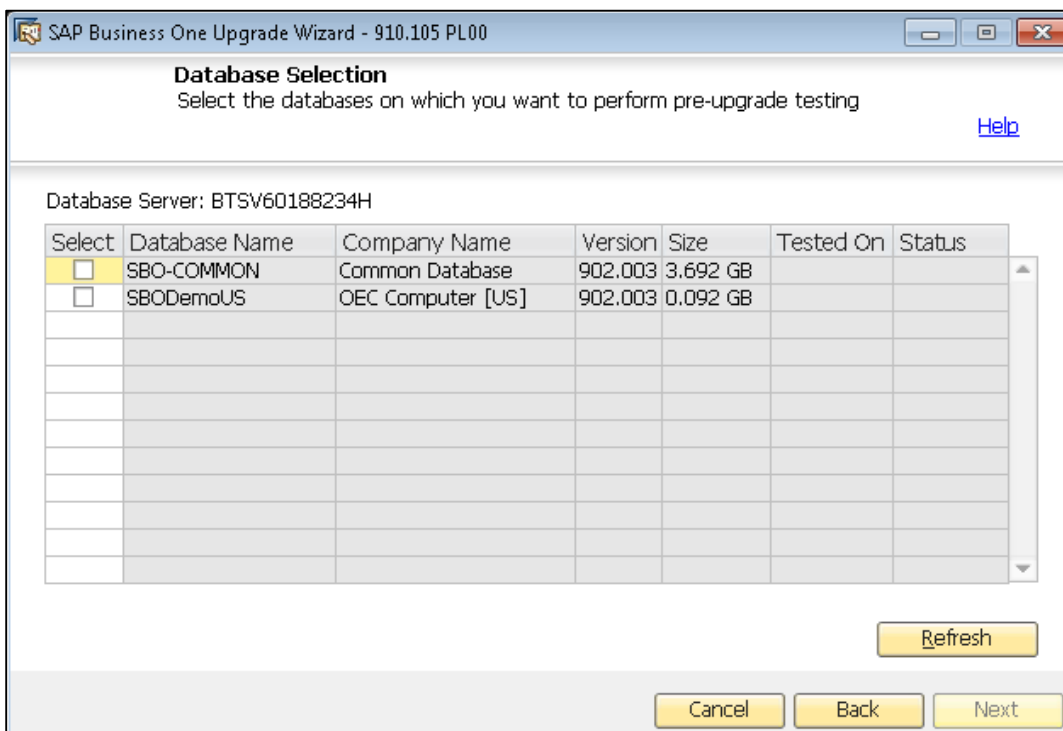 SAP Business One Upgrade Wizard - 910.105 PL00
Database Selection
Select the databases on which you want to perform pre-upgrade testing
Help
Database Server: BTSV60188234H
Select Database Name Company Name Version Size Tested On Status
SBO-COMMON Common Database 902.003 3.692 GB
SBODemoUS OEC Computer [US] 902.003 0.092 GB
Refresh
Cancel Back Next